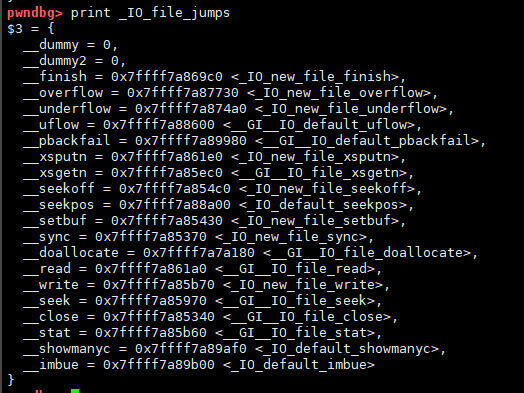 pwndbg> print _IO_file_jumps
$3 = {
  __dummy = 0,
  __dummy2 = 0,
  __finish = 0x7ffff7a869c0 <_IO_new_file_finish>,
  __overflow = 0x7ffff7a87730 <_IO_new_file_overflow>,
  __underflow = 0x7ffff7a874a0 <_IO_new_file_underflow>,
  __uflow = 0x7ffff7a88600 <__GI__IO_default_uflow>,
  __pbackfail = 0x7ffff7a89980 <__GI__IO_default_pbackfail>,
  __xsputn = 0x7ffff7a861e0 <_IO_new_file_xsputn>,
  __xsgetn = 0x7ffff7a85ec0 <__GI__IO_file_xsgetn>,
  __seekoff = 0x7ffff7a854c0 <_IO_new_file_seekoff>,
  __seekpos = 0x7ffff7a88a00 <_IO_default_seekpos>,
  __setbuf = 0x7ffff7a85430 <_IO_new_file_setbuf>,
  __sync = 0x7ffff7a85370 <_IO_new_file_sync>,
  __doallocate = 0x7ffff7a7a180 <__GI__IO_file_doallocate>,
  __read = 0x7ffff7a861a0 <__GI__IO_file_read>,
  __write = 0x7ffff7a85b70 <_IO_new_file_write>,
  __seek = 0x7ffff7a85970 <__GI__IO_file_seek>,
  __close = 0x7ffff7a85340 <__GI__IO_file_close>,
  __stat = 0x7ffff7a85b60 <__GI__IO_file_stat>,
  __showmanyc = 0x7ffff7a89af0 <_IO_default_showmanyc>,
  __imbue = 0x7ffff7a89b00 <_IO_default_imbue>
}